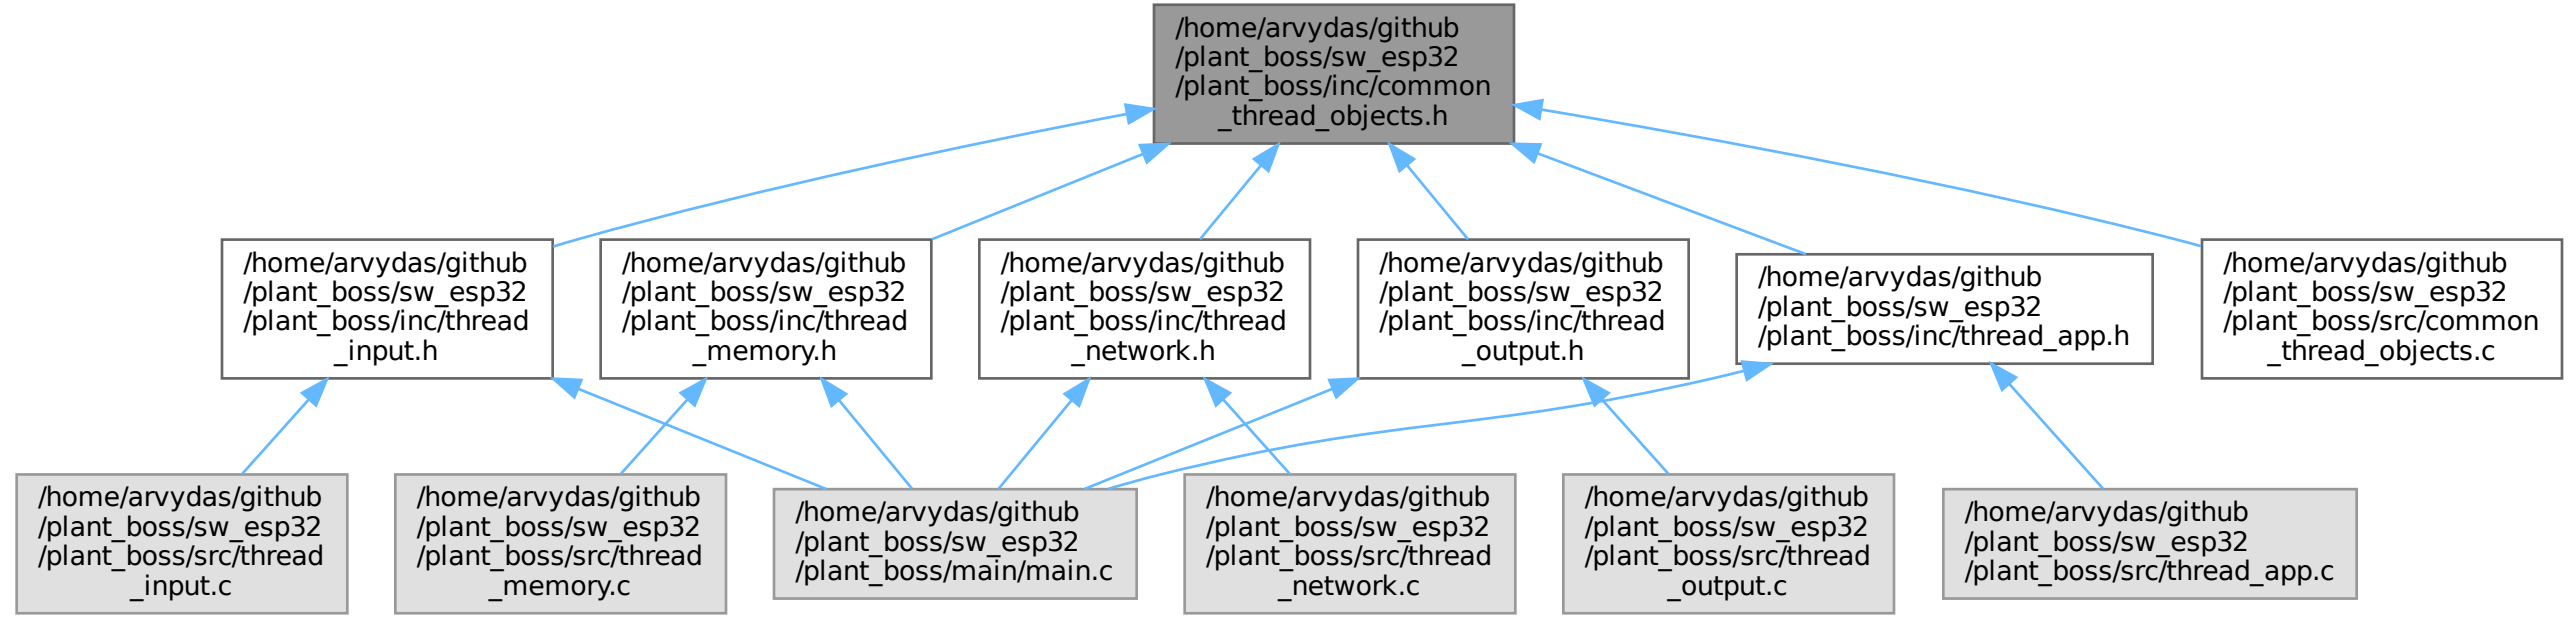 /home/arvydas/github
/plant_boss/sw_esp32
/plant_boss/inc/common
_thread_objects.h
/home/arvydas/github
/plant_boss/sw_esp32
/plant_boss/inc/thread
_input.h
/home/arvydas/github
/plant_boss/sw_esp32
/plant_boss/inc/thread
_memory.h
/home/arvydas/github
/plant_boss/sw_esp32
/plant_boss/inc/thread
_network.h
/home/arvydas/github
/plant_boss/sw_esp32
/plant_boss/inc/thread
_output.h
/home/arvydas/github
/plant_boss/sw_esp32
/plant_boss/inc/thread_app.h
/home/arvydas/github
/plant_boss/sw_esp32
/plant_boss/src/common
_thread_objects.c
/home/arvydas/github
/plant_boss/sw_esp32
/plant_boss/src/thread
_input.c
/home/arvydas/github
/plant_boss/sw_esp32
/plant_boss/src/thread
_memory.c
/home/arvydas/github
/plant_boss/sw_esp32
/plant_boss/main/main.c
/home/arvydas/github
/plant_boss/sw_esp32
/plant_boss/src/thread
_network.c
/home/arvydas/github
/plant_boss/sw_esp32
/plant_boss/src/thread
_output.c
/home/arvydas/github
/plant_boss/sw_esp32
/plant_boss/src/thread_app.c